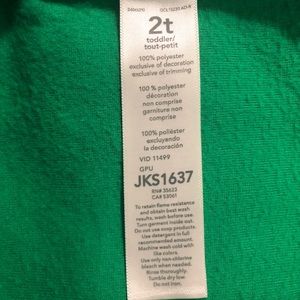 2t
toddler/
tout-petit
100% polyester
exclusive of decoration
exclusive of trimming
100 % polyester
décoration
non comprise
garniture non
comprise
100% poliéster
excluyendo
la decoración
VID 11499
GPU
JKS1637
RN# 35623
CA# 53061
To retain flame resistance
and obtain best wash
results, wash before use.
Turn garment inside out.
Do not use soap products.
Use detergent in full
recommended amount.
Machine wash cold with
like colors.
Use only non-chlorine
bleach when needed.
Rinse thoroughly.
Tumble dry low.
Do not iron.